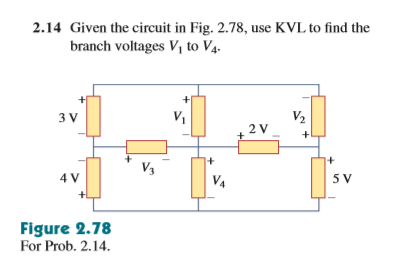 2.14 Given the circuit in Fig. 2.78, use KVL to find the
branch voltages V₁ to V₄.
+ + −
3 V V₁ V₂
+ 2 V −
− − +
+ V₃ − + +
− V₄ 5 V
4 V
+ − −
Figure 2.78
For Prob. 2.14.